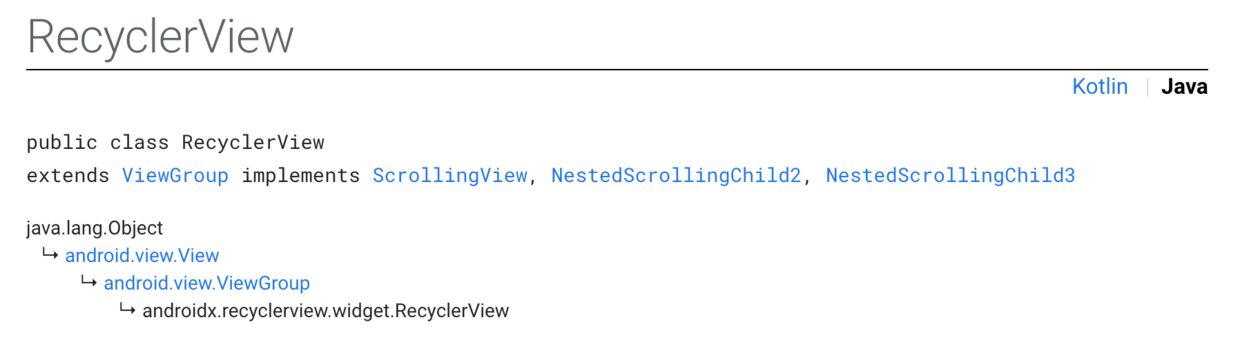 RecyclerView
Kotlin | Java
public class RecyclerView
extends ViewGroup implements ScrollingView, NestedScrollingChild2, NestedScrollingChild3
java.lang.Object
↳ android.view.View
↳ android.view.ViewGroup
↳ androidx.recyclerview.widget.RecyclerView